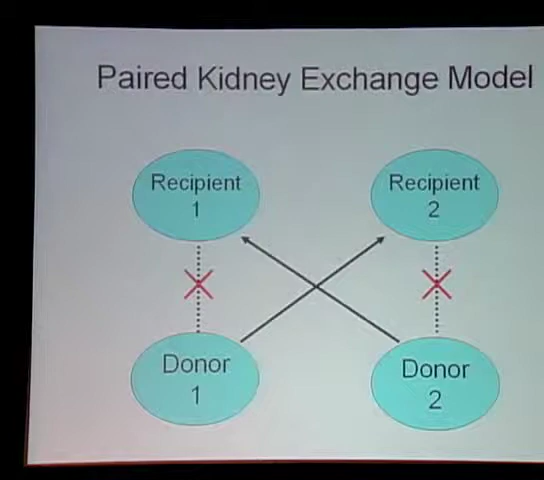 Paired Kidney Exchange Model
Recipient
1
Recipient
2
Donor
1
Donor
2